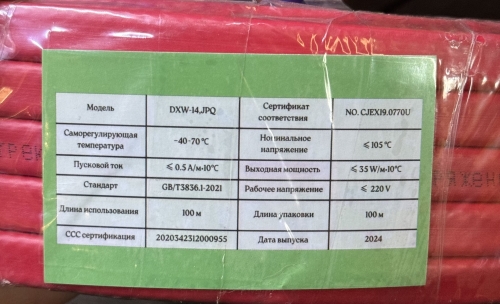 Модель DXW-14,JPQ Сертификат соответствия NO. CJEX19.0770U
Саморегулирующая температура -40-70℃ Номинальное напряжение ≤ 105℃
Пусковой ток ≤ 0.5 А/м·10℃ Выходная мощность ≤ 35 W/м·10℃
Стандарт GB/T3836.1-2021 Рабочее напряжение ≤ 220 V
Длина использования 100 м Длина упаковки 100 м
CCC сертификация 2020342312000955 Дата выпуска 2024